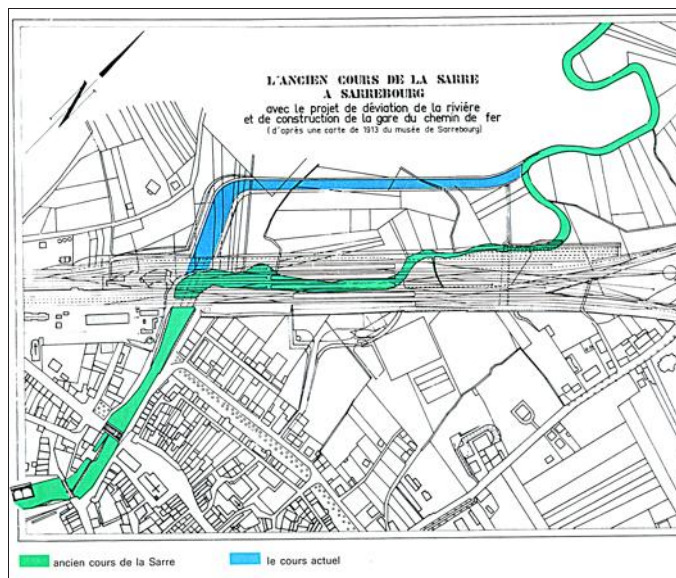 L'ANCIEN COURS DE LA SARRE
A SARREBOURG
avec le projet de déviation de la rivière
et de construction de la gare du chemin de fer
(d'après une carte de 1913 du musée de Sarrebourg)
ancien cours de la Sarre
le cours actuel